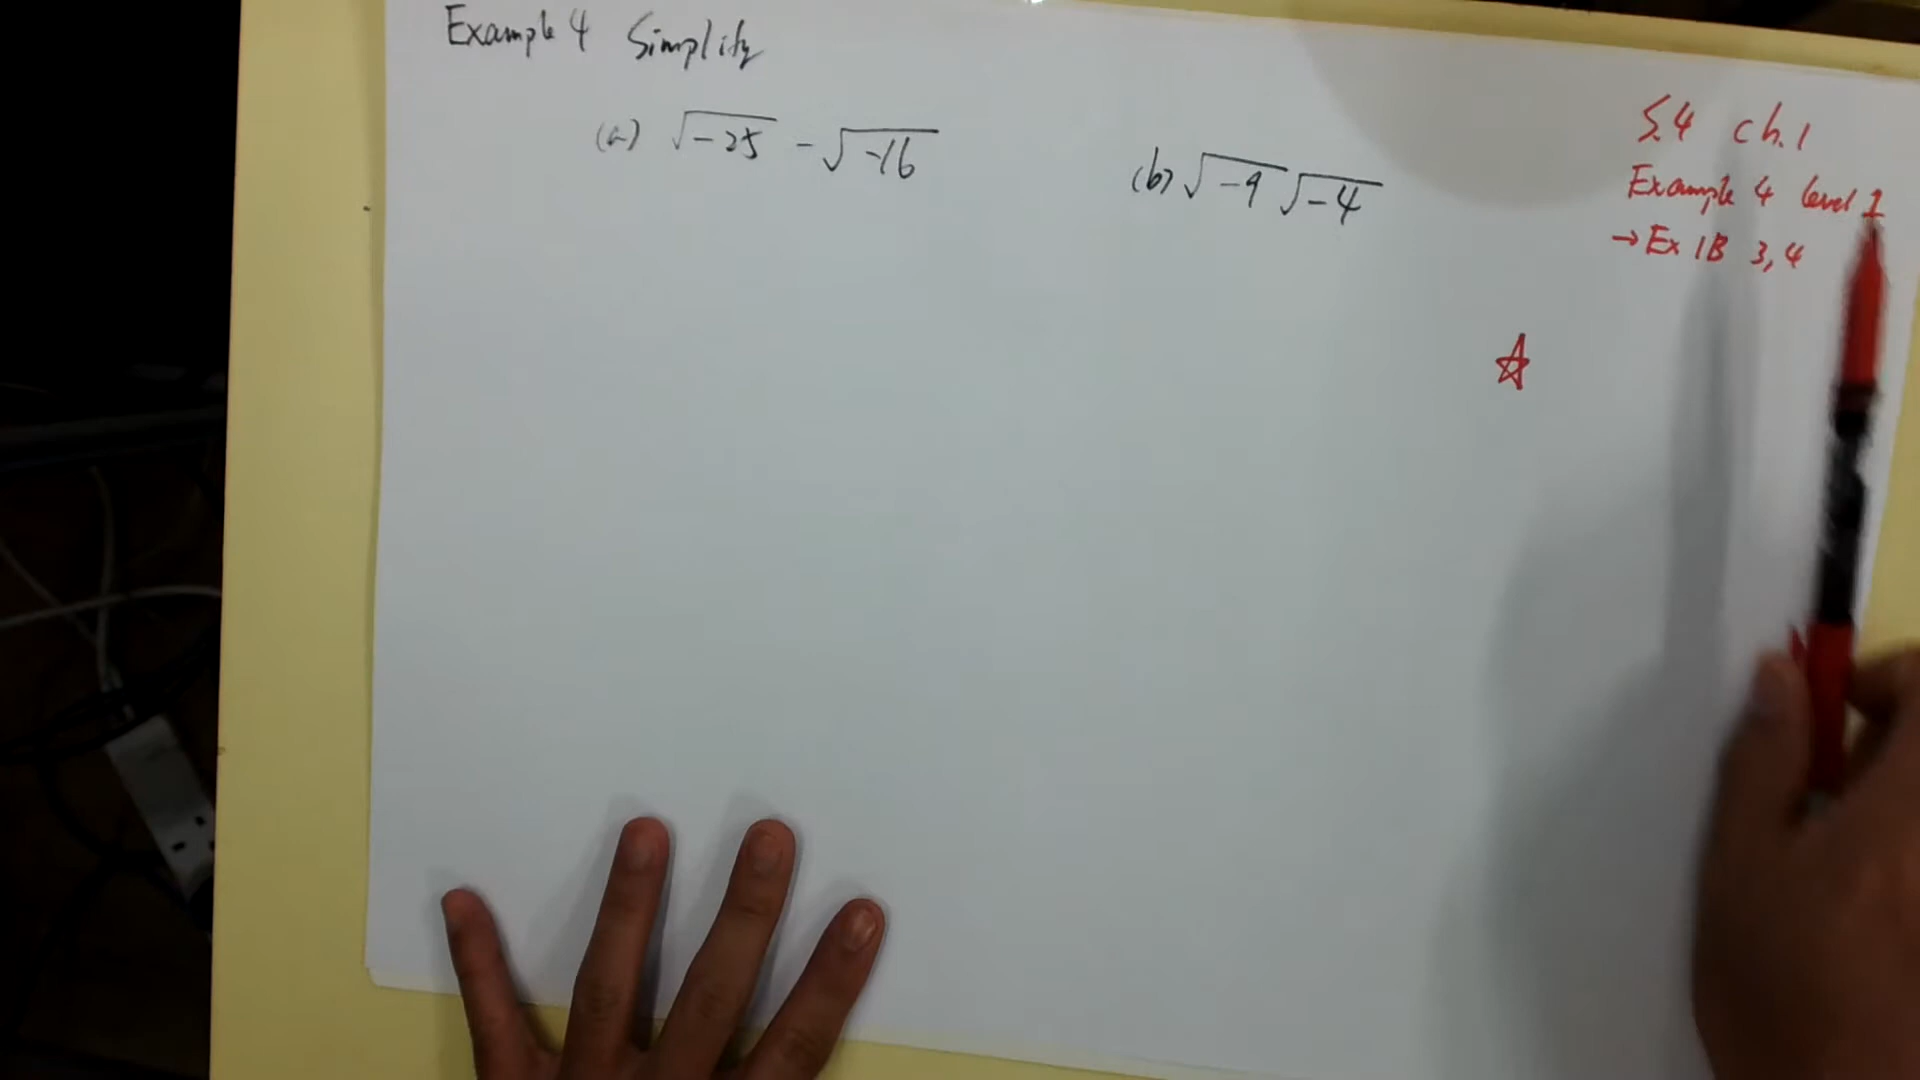 Example 4 Simplify
(a) √-25 - √-16
(b) √-9 √-4
S.4 ch.1
Example 4 level 1
→ Ex 1B 3, 4